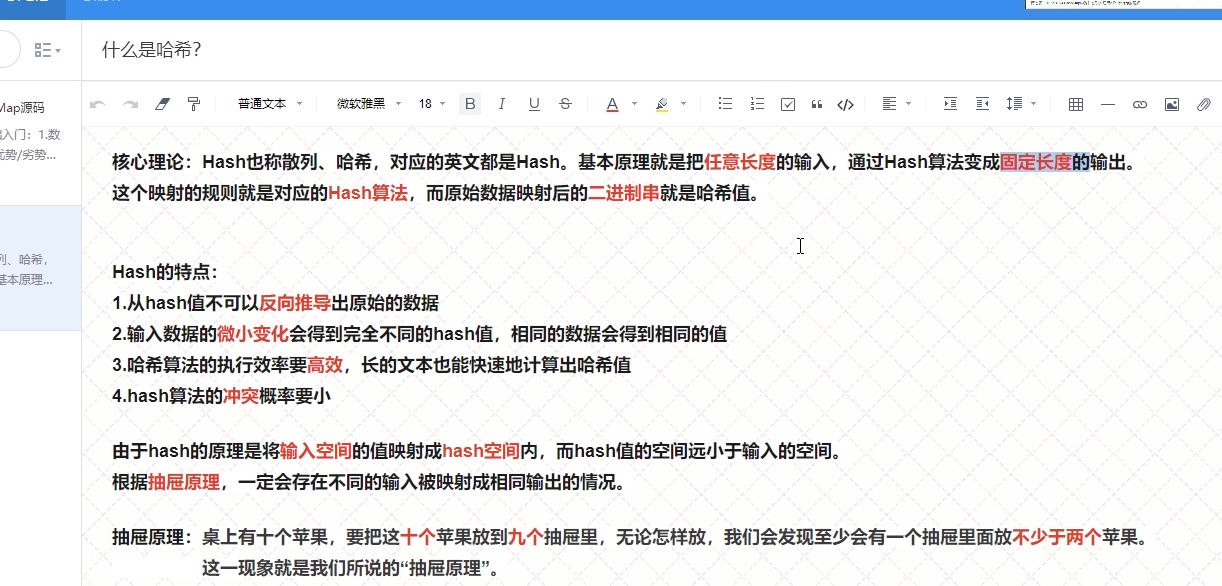 什么是哈希？
Map源码
普通文本
微软雅黑
18
B
I
U
S
A
入门：1.数
优势/劣势...
列、哈希，
基本原理...
核心理论：Hash也称散列、哈希，对应的英文都是Hash。基本原理就是把任意长度的输入，通过Hash算法变成固定长度的输出。
这个映射的规则就是对应的Hash算法，而原始数据映射后的二进制串就是哈希值。
Hash的特点：
1.从hash值不可以反向推导出原始的数据
2.输入数据的微小变化会得到完全不同的hash值，相同的数据会得到相同的值
3.哈希算法的执行效率要高效，长的文本也能快速地计算出哈希值
4.hash算法的冲突概率要小
由于hash的原理是将输入空间的值映射成hash空间内，而hash值的空间远小于输入的空间。
根据抽屉原理，一定会存在不同的输入被映射成相同输出的情况。
抽屉原理：桌上有十个苹果，要把这十个苹果放到九个抽屉里，无论怎样放，我们会发现至少会有一个抽屉里面放不少于两个苹果。
这一现象就是我们所说的“抽屉原理”。